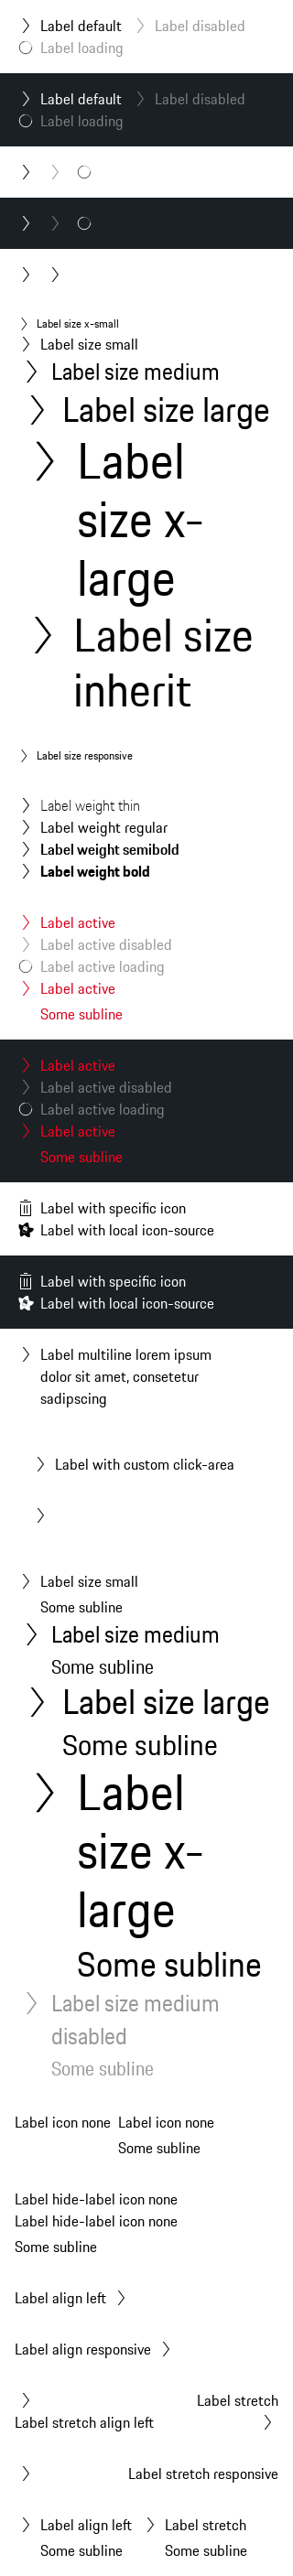 Label default Label disabled
Label loading
Label default Label disabled
Label loading
Label size x-small
Label size small
Label size medium
Label size large
Label
size x-
large
Label size
inherit
Label size responsive
Label weight thin
Label weight regular
Label weight semibold
Label weight bold
Label active
Label active disabled
Label active loading
Label active
Some subline
Label active
Label active disabled
Label active loading
Label active
Some subline
Label with specific icon
Label with local icon-source
Label with specific icon
Label with local icon-source
Label multiline lorem ipsum
dolor sit amet, consetetur
sadipscing
Label with custom click-area
Label size small
Some subline
Label size medium
Some subline
Label size large
Some subline
Label
size x-
large
Some subline
Label size medium
disabled
Some subline
Label icon none Label icon none
Some subline
Label hide-label icon none
Label hide-label icon none
Some subline
Label align left
Label align responsive
Label stretch
Label stretch align left
Label stretch responsive
Label align left Label stretch
Some subline Some subline